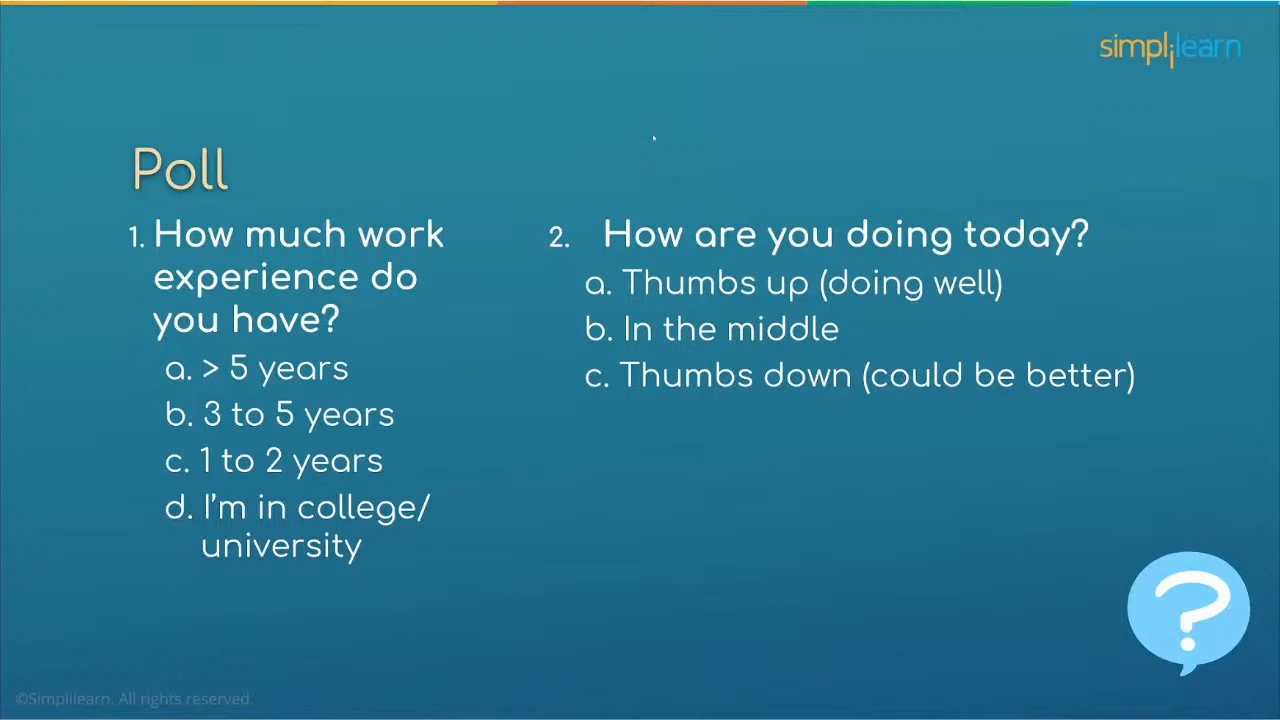 simplilearn
Poll
1. How much work
experience do
you have?
a. > 5 years
b. 3 to 5 years
c. 1 to 2 years
d. I'm in college/
university
2. How are you doing today?
a. Thumbs up (doing well)
b. In the middle
c. Thumbs down (could be better)
?
©Simplilearn. All rights reserved.